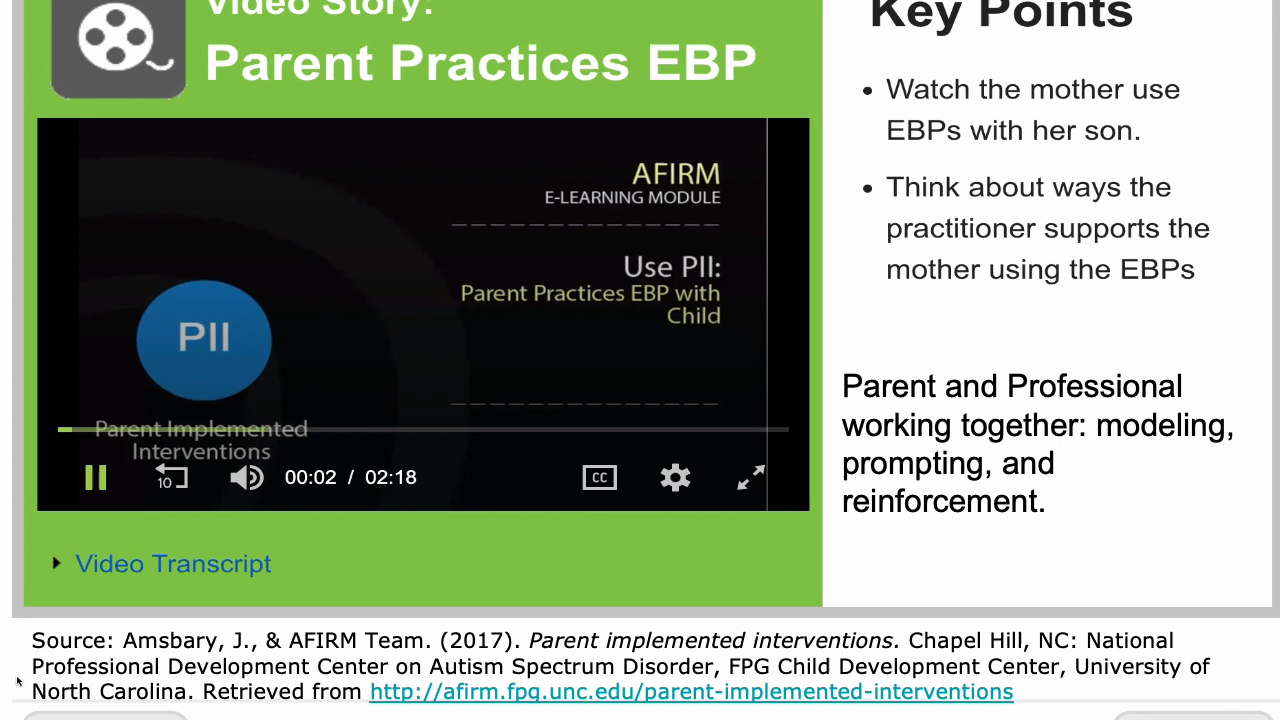 Video Story:
Parent Practices EBP
AFIRM
E-LEARNING MODULE
Use PII:
Parent Practices EBP with
Child
PII
Parent Implemented
Interventions
10
00:02 / 02:18
CC
Video Transcript
Key Points
• Watch the mother use
EBPs with her son.
• Think about ways the
practitioner supports the
mother using the EBPs
Parent and Professional
working together: modeling,
prompting, and
reinforcement.
Source: Amsbary, J., & AFIRM Team. (2017). Parent implemented interventions. Chapel Hill, NC: National
Professional Development Center on Autism Spectrum Disorder, FPG Child Development Center, University of
North Carolina. Retrieved from http://afirm.fpg.unc.edu/parent-implemented-interventions